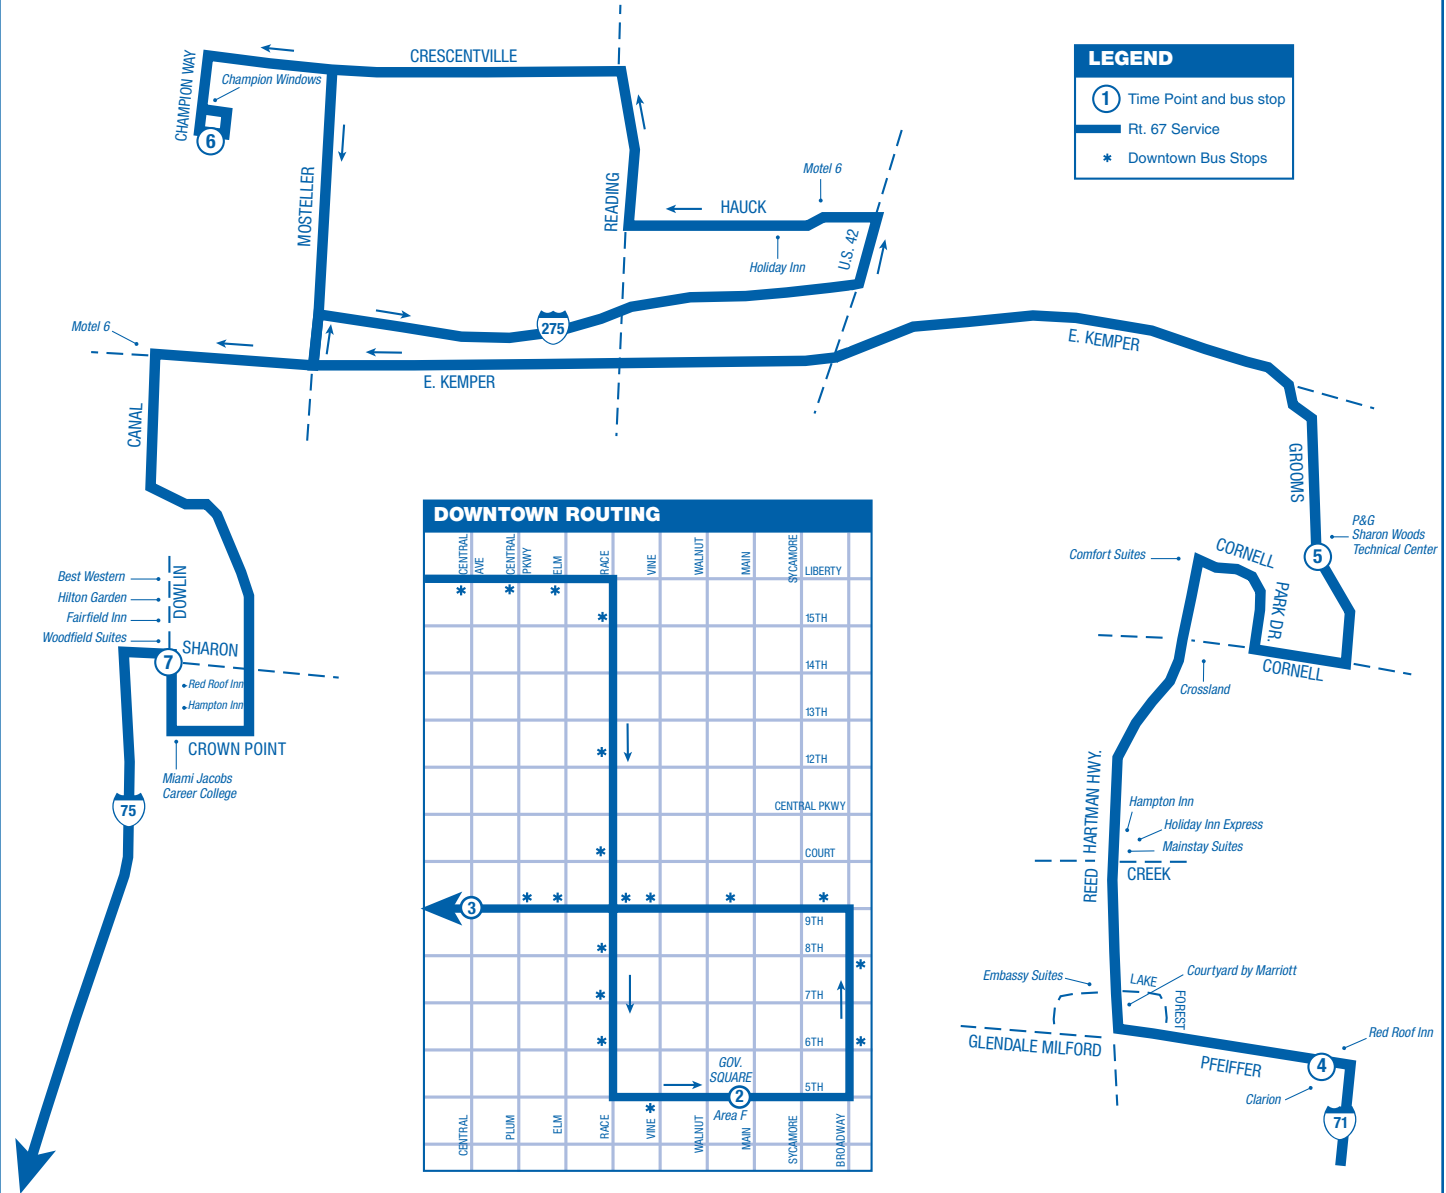 CRESCENTVILLE
CHAMPION WAY
Champion Windows
6
MOSTELLER
READING
HAUCK
Motel 6
Holiday Inn
U.S. 42
LEGEND
1 Time Point and bus stop
Rt. 67 Service
* Downtown Bus Stops
275
Motel 6
E. KEMPER
E. KEMPER
CANAL
GROOMS
P&G
Sharon Woods
Technical Center
5
Comfort Suites
CORNELL
PARK DR.
CORNELL
Crossland
Best Western
Hilton Garden
Fairfield Inn
Woodfield Suites
DOWLIN
SHARON
7
Red Roof Inn
Hampton Inn
CROWN POINT
Miami Jacobs
Career College
75
DOWNTOWN ROUTING
CENTRAL
AVE
CENTRAL
PKWY
ELM
RACE
VINE
WALNUT
MAIN
SYCAMORE
LIBERTY
15TH
14TH
13TH
12TH
CENTRAL PKWY
COURT
3
9TH
8TH
7TH
6TH
5TH
GOV.
SQUARE
2
Area F
CENTRAL
PLUM
ELM
RACE
VINE
WALNUT
MAIN
SYCAMORE
BROADWAY
REED HARTMAN HWY.
Hampton Inn
Holiday Inn Express
Mainstay Suites
CREEK
Embassy Suites
LAKE
FOREST
Courtyard by Marriott
GLENDALE MILFORD
PFEIFFER
Red Roof Inn
4
Clarion
71